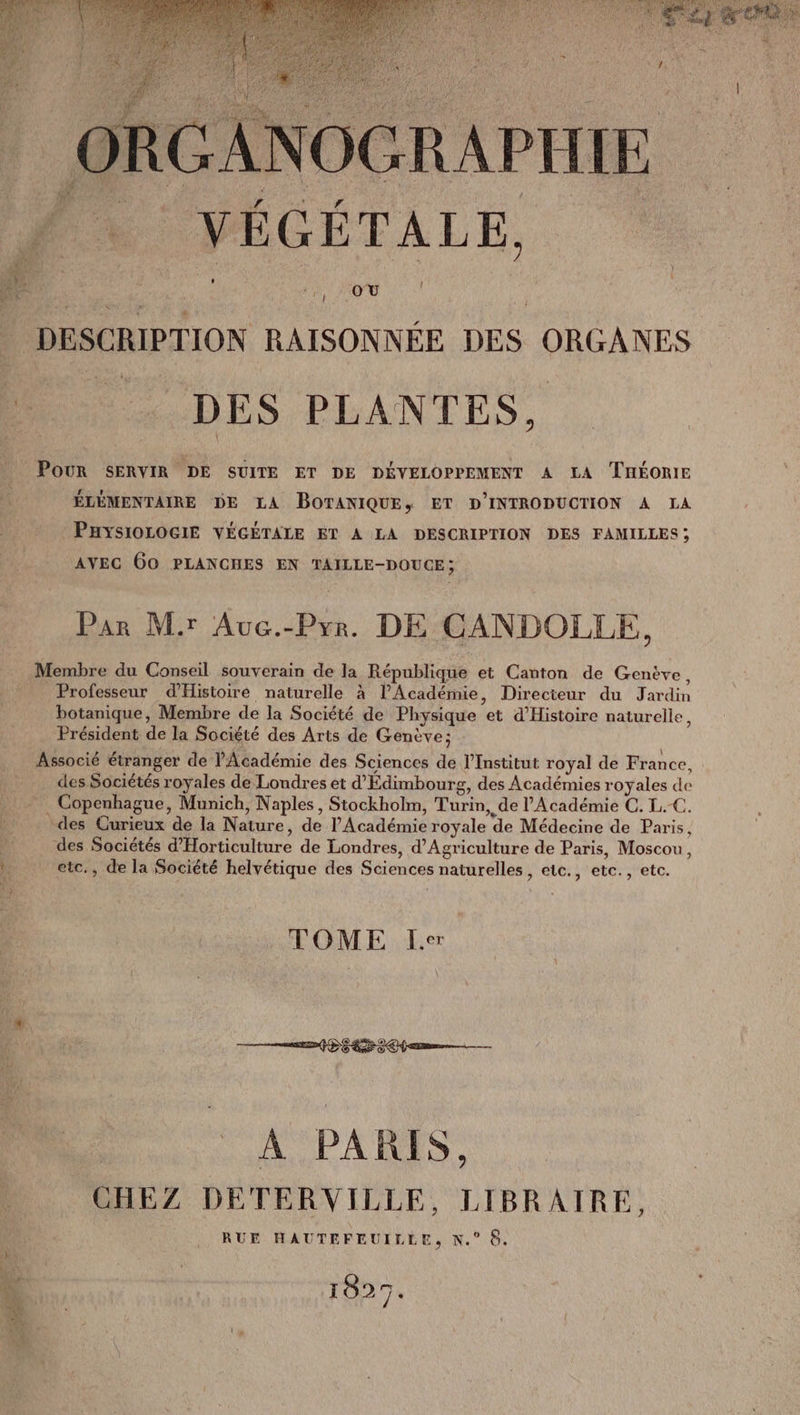 ORGANOGRAPHIE
VÉGÉTALE,
OU
DESCRIPTION RAISONNÉE DES ORGANES
DES PLANTES,
POUR SERVIR DE SUITE ET DE DÉVELOPPEMENT A LA THÉORIE
ÉLÉMENTAIRE DE LA BOTANIQUE, ET D'INTRODUCTION A LA
PHYSIOLOGIE VÉGÉTALE ET A LA DESCRIPTION DES FAMILLES;
AVEC 60 PLANCHES EN TAILLE-DOUCE;
PAR M.r AUG.-PYR. DE CANDOLLE,
Membre du Conseil souverain de la République et Canton de Genève,
Professeur d'Histoire naturelle à l'Académie, Directeur du Jardin
botanique, Membre de la Société de Physique et d'Histoire naturelle,
Président de la Société des Arts de Genève;
Associé étranger de l'Académie des Sciences de l'Institut royal de France,
des Sociétés royales de Londres et d'Édimbourg, des Académies royales de
Copenhague, Munich, Naples, Stockholm, Turin, de l'Académie C. L.-C.
des Curieux de la Nature, de l'Académie royale de Médecine de Paris,
des Sociétés d'Horticulture de Londres, d'Agriculture de Paris, Moscou,
etc., de la Société helvétique des Sciences naturelles, etc., etc., etc.
TOME I.er
A PARIS,
CHEZ DETERVILLE, LIBRAIRE,
RUE HAUTEFEUILLE, N.° 8.
1827.